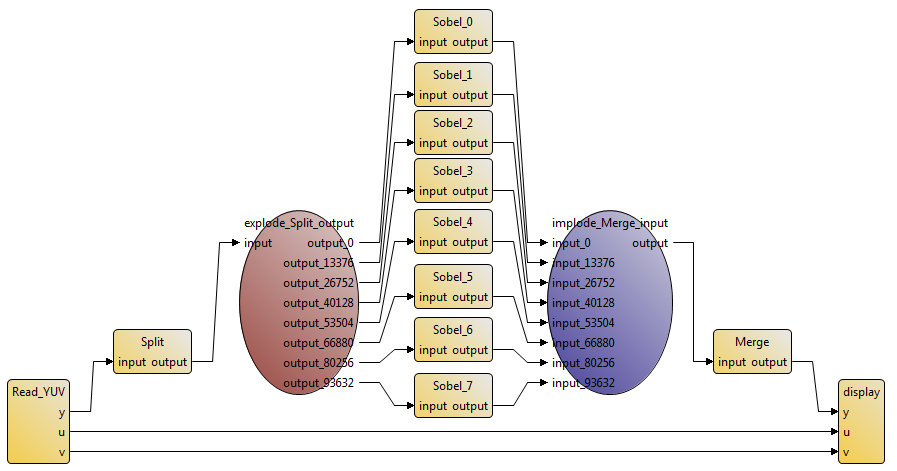 Sobel_0
input output
Sobel_1
input output
Sobel_2
input output
Sobel_3
input output
explode_Split_output
input output_0
output_13376
output_26752
output_40128
output_53504
output_66880
output_80256
output_93632
Sobel_4
input output
Sobel_5
input output
Sobel_6
input output
Sobel_7
input output
implode_Merge_input
input_0 output
input_13376
input_26752
input_40128
input_53504
input_66880
input_80256
input_93632
Split
input output
Merge
input output
Read_YUV
y
u
v
display
y
u
v